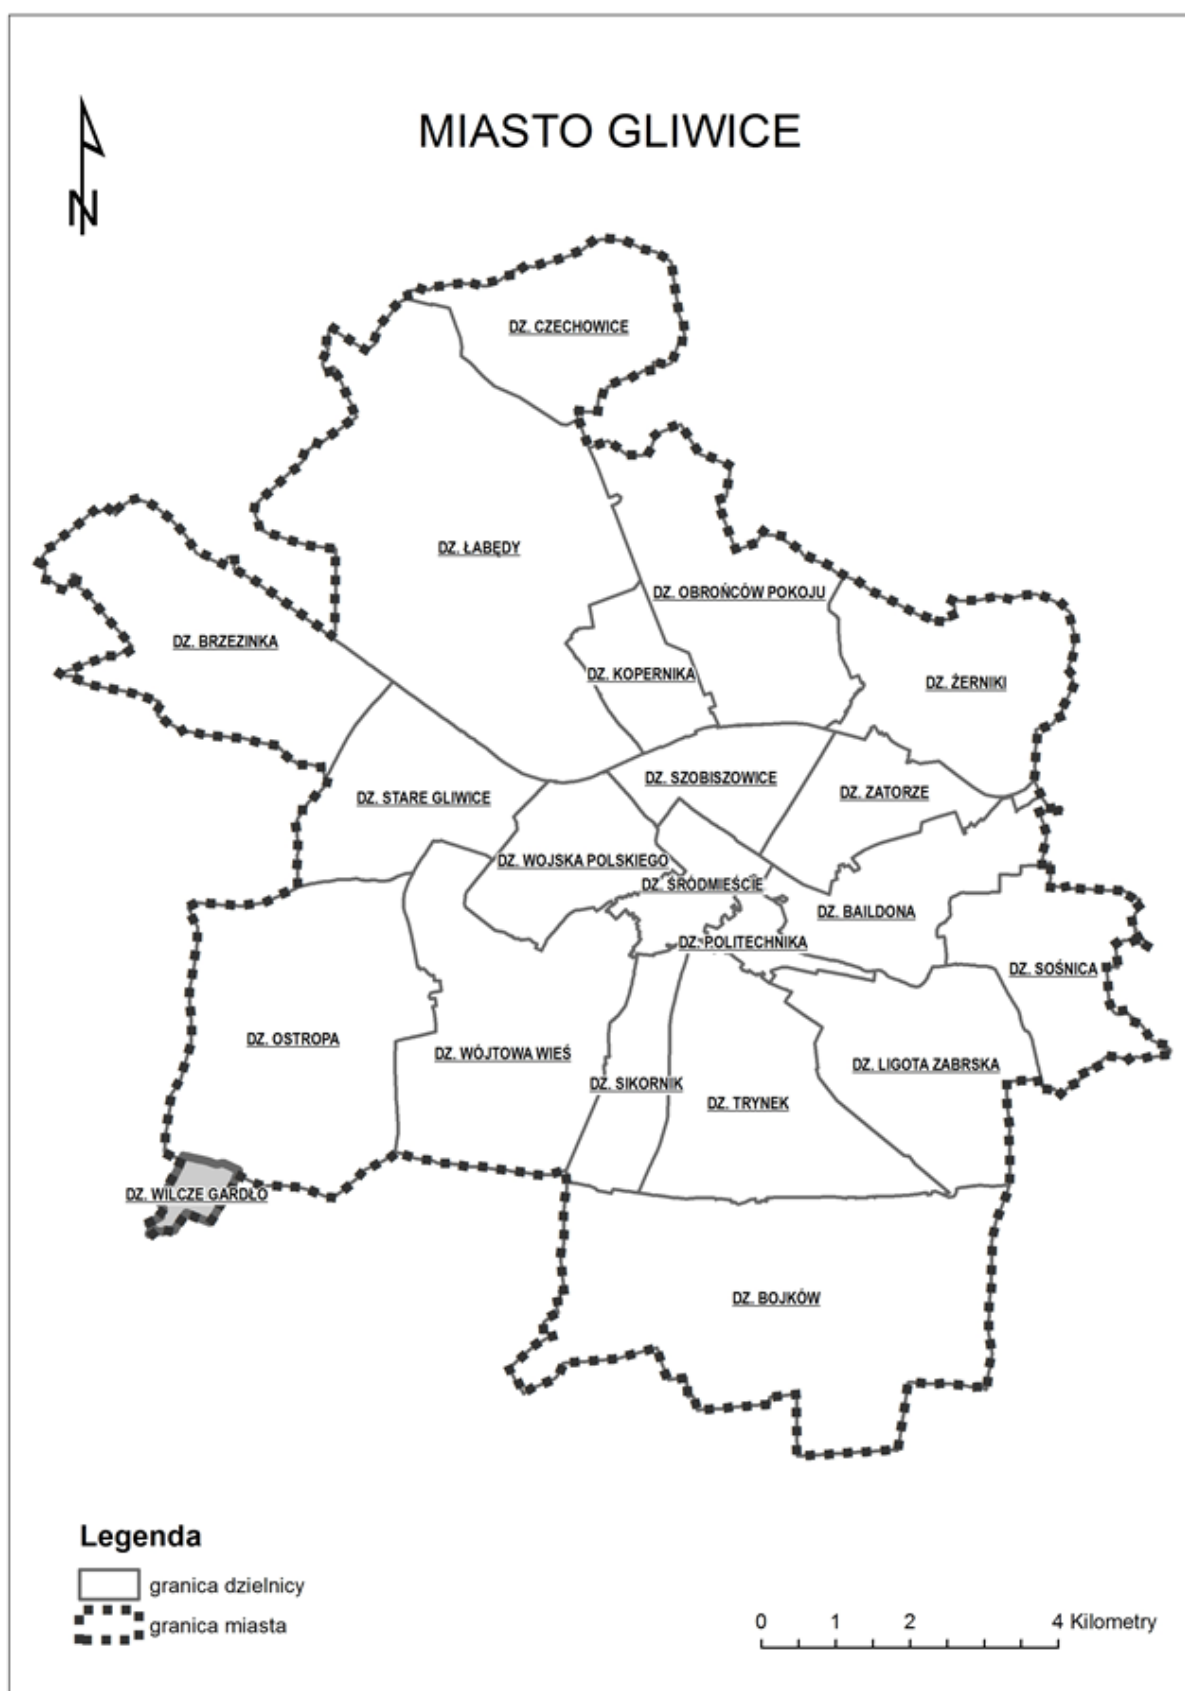 MIASTO GLIWICE
N
DZ. CZECHOWICE
DZ. ŁABĘDY
DZ. OBROŃCÓW POKOJU
DZ. BRZEZINKA
DZ. KOPERNIKA
DZ. ŻERNIKI
DZ. SZOBISZOWICE
DZ. STARE GLIWICE
DZ. ZATORZE
DZ. WOJSKA POLSKIEGO
DZ. ŚRÓDMIEŚCIE
DZ. BAILDONA
DZ. POLITECHNIKA
DZ. SOŚNICA
DZ. OSTROPA
DZ. WÓJTOWA WIEŚ
DZ. LIGOTA ZABRSKA
DZ. SIKORNIK
DZ. TRYNEK
DZ. WILCZE GARDŁO
DZ. BOJKÓW
Legenda
granica dzielnicy
granica miasta
0 1 2 4 Kilometry